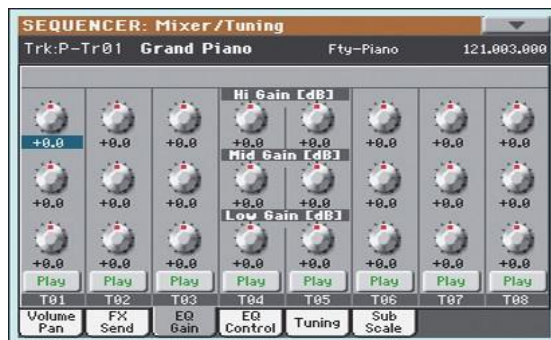 SEQUENCER: Mixer/Tuning
Trk:P-Tr01 Grand Piano Fty-Piano 121.003.000
Hi Gain [dB]
+0.0 +0.0 +0.0 +0.0 +0.0 +0.0 +0.0 +0.0
Mid Gain [dB]
+0.0 +0.0 +0.0 +0.0 +0.0 +0.0 +0.0 +0.0
Low Gain [dB]
+0.0 +0.0 +0.0 +0.0 +0.0 +0.0 +0.0 +0.0
Play Play Play Play Play Play Play Play
T01 T02 T03 T04 T05 T06 T07 T08
Volume Pan
FX Send
EQ Gain
EQ Control
Tuning
Sub Scale